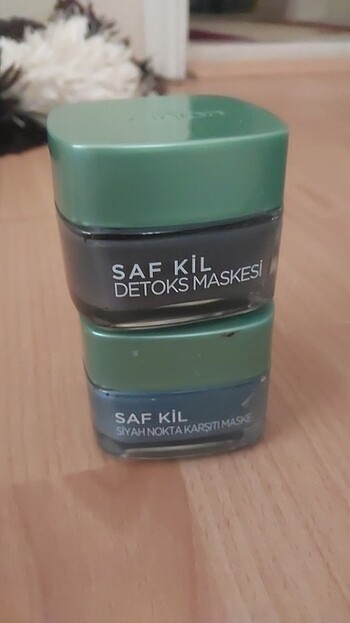 SAF KİL
DETOKS MASKESİ
SAF KİL
SİYAH NOKTA KARŞITI MASKE